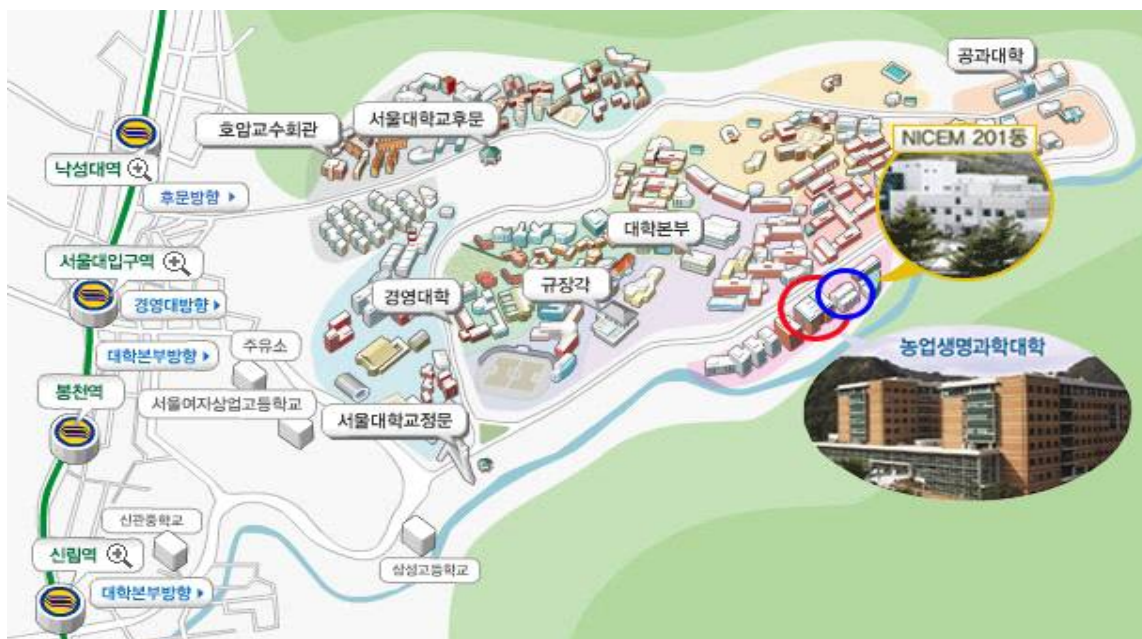 공과대학
서울대학교후문
호암교수회관
NICEM 201동
낙성대역
후문방향
대학본부
서울대입구역
경영대학
규장각
경영대방향
주유소
대학본부방향
농업생명과학대학
봉천역
서울여자상업고등학교
서울대학교정문
신관중학교
신림역
삼성고등학교
대학본부방향